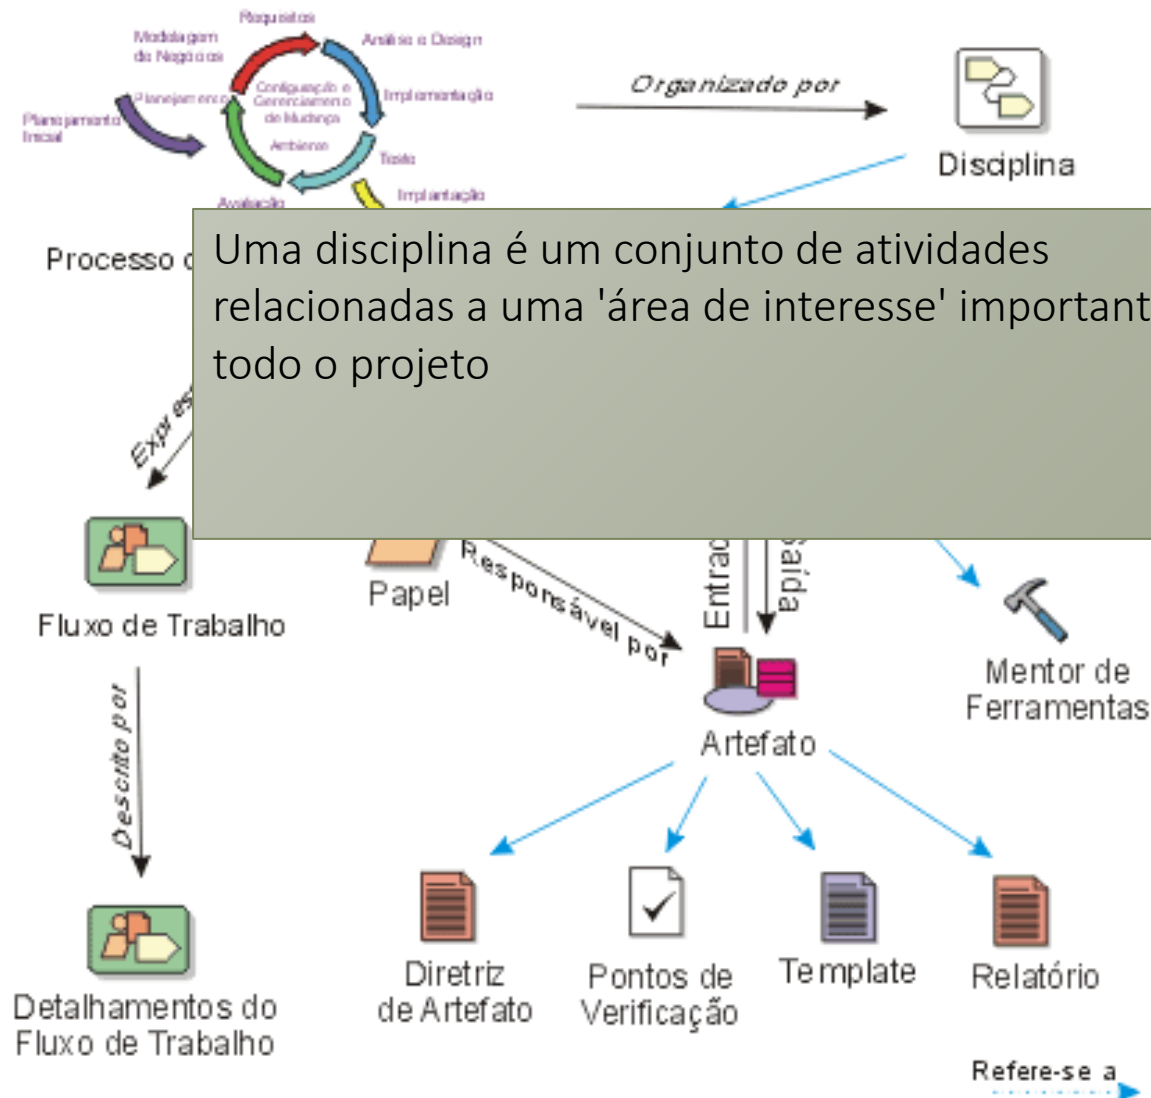 Requisitos
Modelagem
de Negócios
Análise e Design
Planejamento
Configuração e
Gerenciamento
de Mudança
Implementação
Planejamento
Inicial
Ambiente
Teste
Implantação
Avaliação
Organizado por
Disciplina
Processo
Uma disciplina é um conjunto de atividades
relacionadas a uma 'área de interesse' important
todo o projeto
Expres
Fluxo de Trabalho
Papel
Responsável por
Entrad
Saída
Mentor de
Ferramentas
Descrito por
Artefato
Diretriz
de Artefato
Pontos de
Verificação
Template
Relatório
Detalhamentos do
Fluxo de Trabalho
Refere-se a